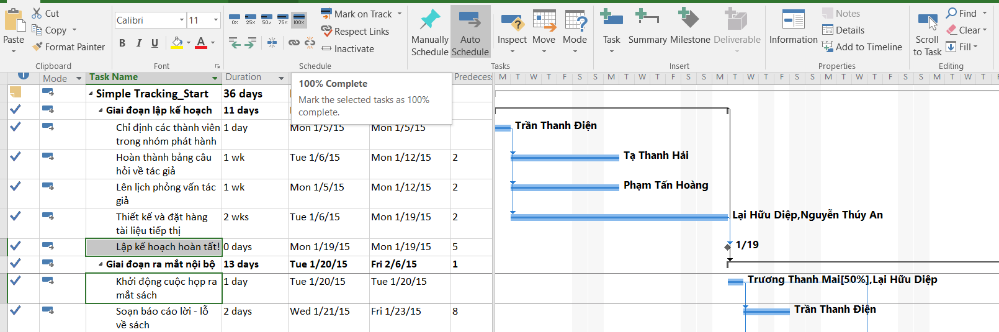 Cut
Copy
Paste
Format Painter
Clipboard
Calibri 11
B I U A
Font
0% 25% 50% 75% 100%
Mark on Track
Respect Links
Inactivate
Schedule
Manually Schedule
Auto Schedule
Inspect
Move
Mode
Tasks
Task
Summary
Milestone
Deliverable
Insert
Information
Notes
Details
Add to Timeline
Properties
Scroll to Task
Find
Clear
Fill
Editing
Mode Task Name Duration Predecess
M T W T F S S M T W T F S S M T W T F S S M T W T F S S M T W T F
100% Complete
Mark the selected tasks as 100%
complete.
Simple Tracking_Start 36 days
Giai đoạn lập kế hoạch 11 days
Chỉ định các thành viên
trong nhóm phát hành
1 day Mon 1/5/15 Mon 1/5/15
Trần Thanh Điện
Hoàn thành bảng câu
hỏi về tác giả
1 wk Tue 1/6/15 Mon 1/12/15 2
Tạ Thanh Hải
Lên lịch phỏng vấn tác
giả
1 wk Mon 1/5/15 Mon 1/12/15 2
Phạm Tấn Hoàng
Thiết kế và đặt hàng
tài liệu tiếp thị
2 wks Tue 1/6/15 Mon 1/19/15 2
Lại Hữu Diệp,Nguyễn Thúy An
Lập kế hoạch hoàn tất! 0 days Mon 1/19/15 Mon 1/19/15 5
1/19
Giai đoạn ra mắt nội bộ 13 days Tue 1/20/15 Fri 2/6/15 1
Khởi động cuộc họp ra
mắt sách
1 day Tue 1/20/15 Tue 1/20/15
Trương Thanh Mai[50%],Lại Hữu Diệp
Soạn báo cáo lời - lỗ
về sách
2 days Wed 1/21/15 Fri 1/23/15 8
Trần Thanh Điện